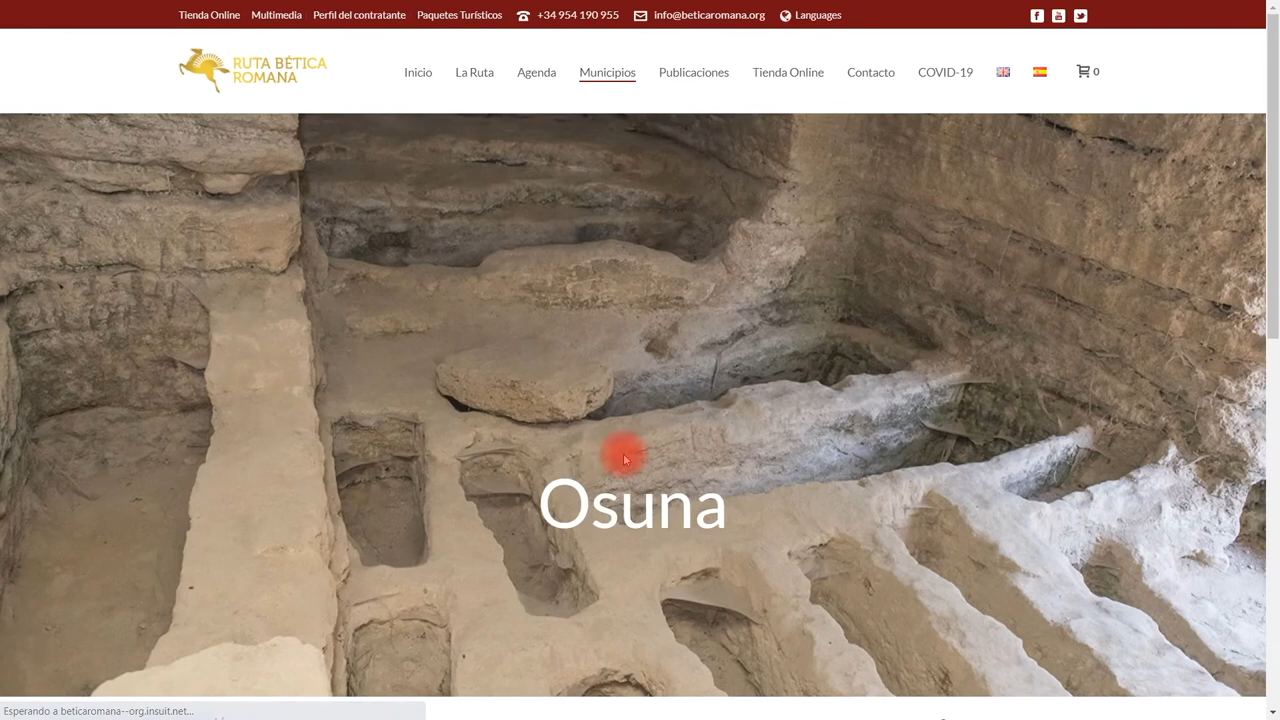 Tienda Online Multimedia Perfil del contratante Paquetes Turísticos +34 954 190 955 info@beticaromana.org Languages
RUTA BÉTICA
ROMANA
Inicio La Ruta Agenda Municipios Publicaciones Tienda Online Contacto COVID-19 0
Osuna
Esperando a beticaromana--org.insuit.net...